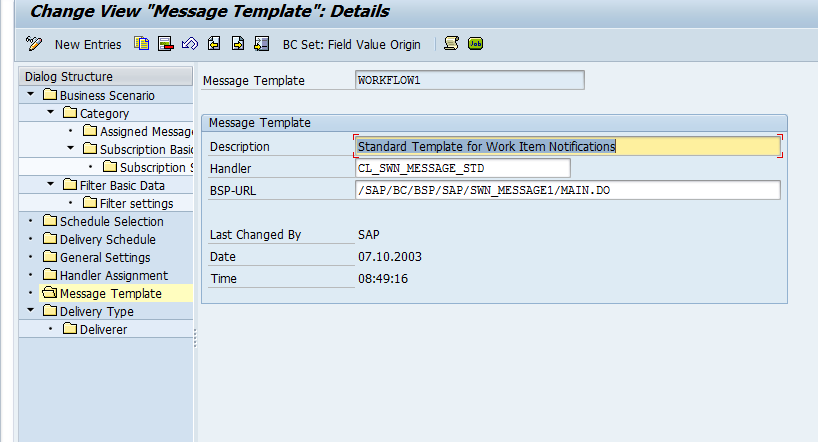 Change View "Message Template": Details
New Entries BC Set: Field Value Origin
Dialog Structure
Business Scenario
Category
Assigned Message
Subscription Basic
Subscription S
Filter Basic Data
Filter settings
Schedule Selection
Delivery Schedule
General Settings
Handler Assignment
Message Template
Delivery Type
Deliverer
Message Template WORKFLOW1
Message Template
Description Standard Template for Work Item Notifications
Handler CL_SWN_MESSAGE_STD
BSP-URL /SAP/BC/BSP/SAP/SWN_MESSAGE1/MAIN.DO
Last Changed By SAP
Date 07.10.2003
Time 08:49:16